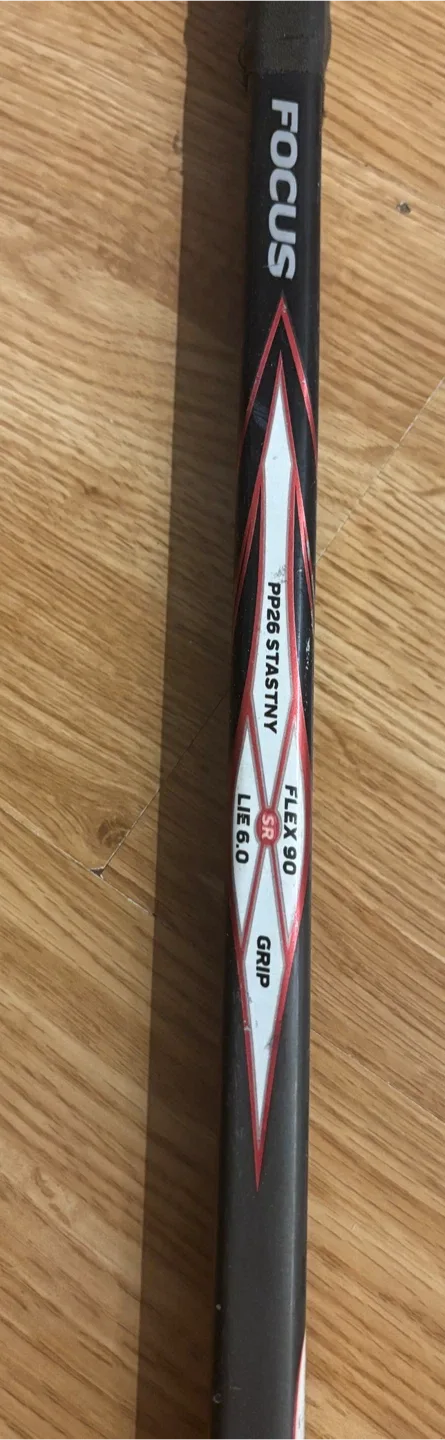 FOCUS
PP26 STASTNY
FLEX 90
SR
LIE 6.0
GRIP